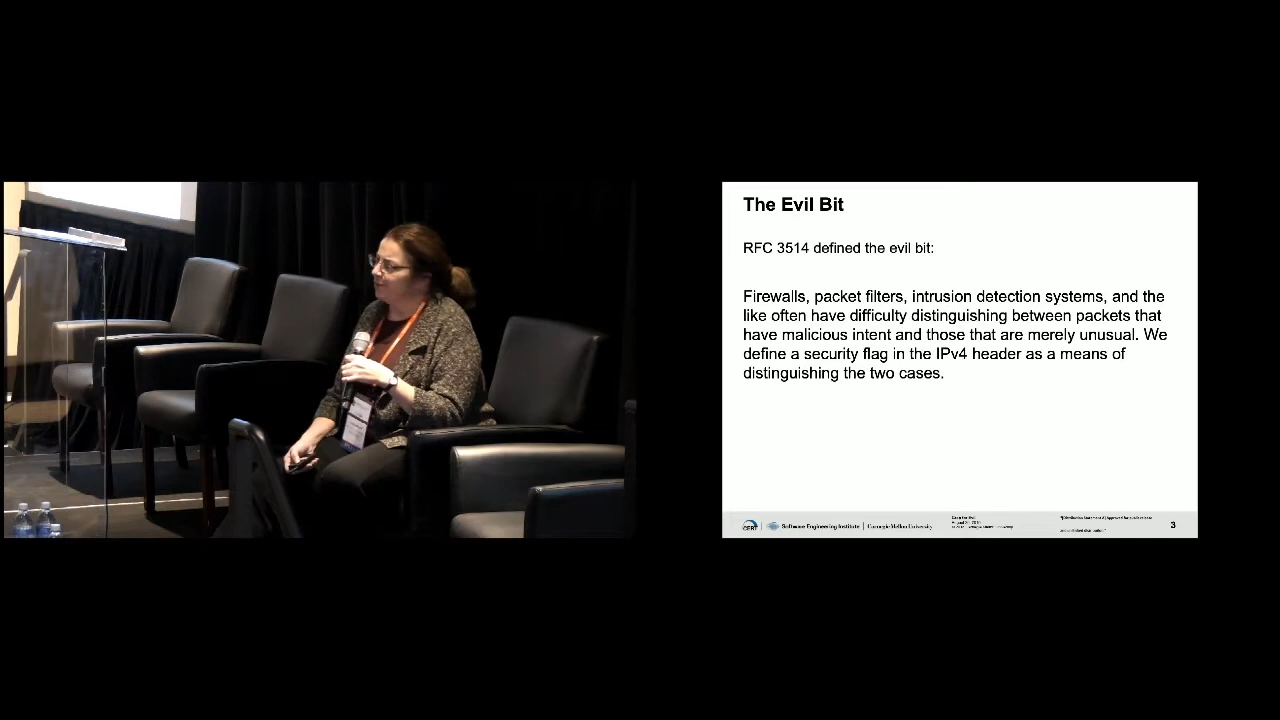 The Evil Bit
RFC 3514 defined the evil bit:
Firewalls, packet filters, intrusion detection systems, and the
like often have difficulty distinguishing between packets that
have malicious intent and those that are merely unusual. We
define a security flag in the IPv4 header as a means of
distinguishing the two cases.
CERT
Software Engineering Institute | Carnegie Mellon University
3